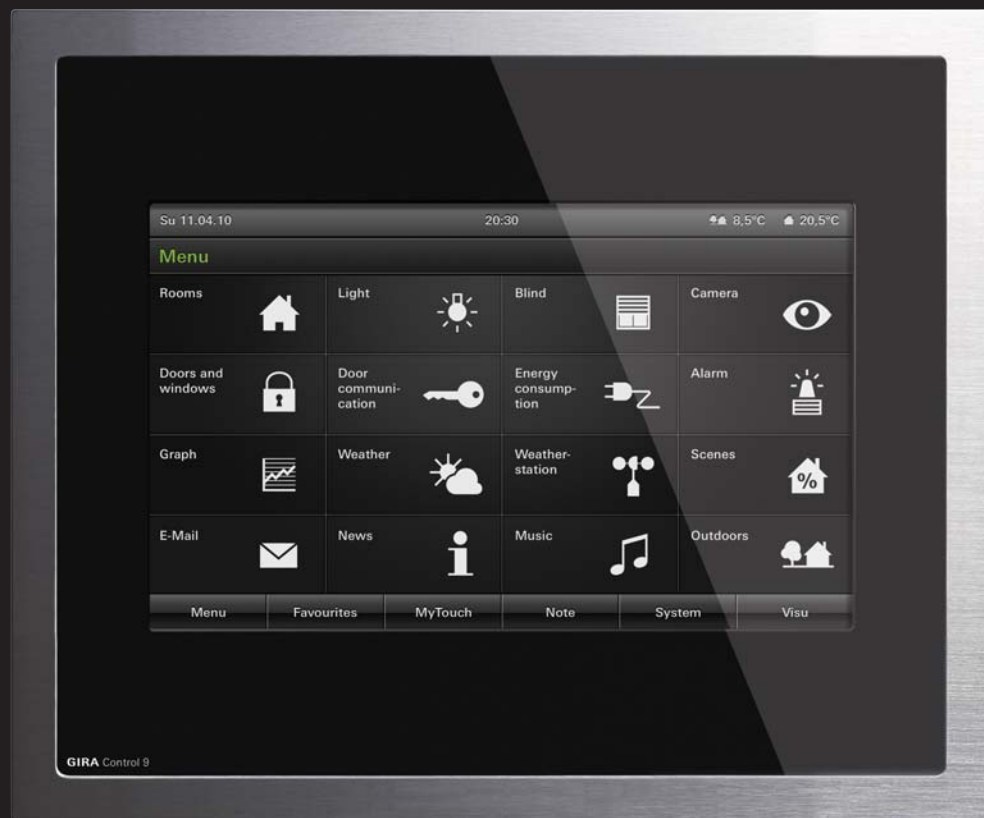 Su 11.04.10 20:30 8,5°C 20,5°C
Menu
Rooms
Light
Blind
Camera
Doors and
windows
Door
communi-
cation
Energy
consump-
tion
Alarm
Graph
Weather
Weather-
station
Scenes
%
E-Mail
News
Music
Outdoors
Menu Favourites MyTouch Note System Visu
GIRA Control 9